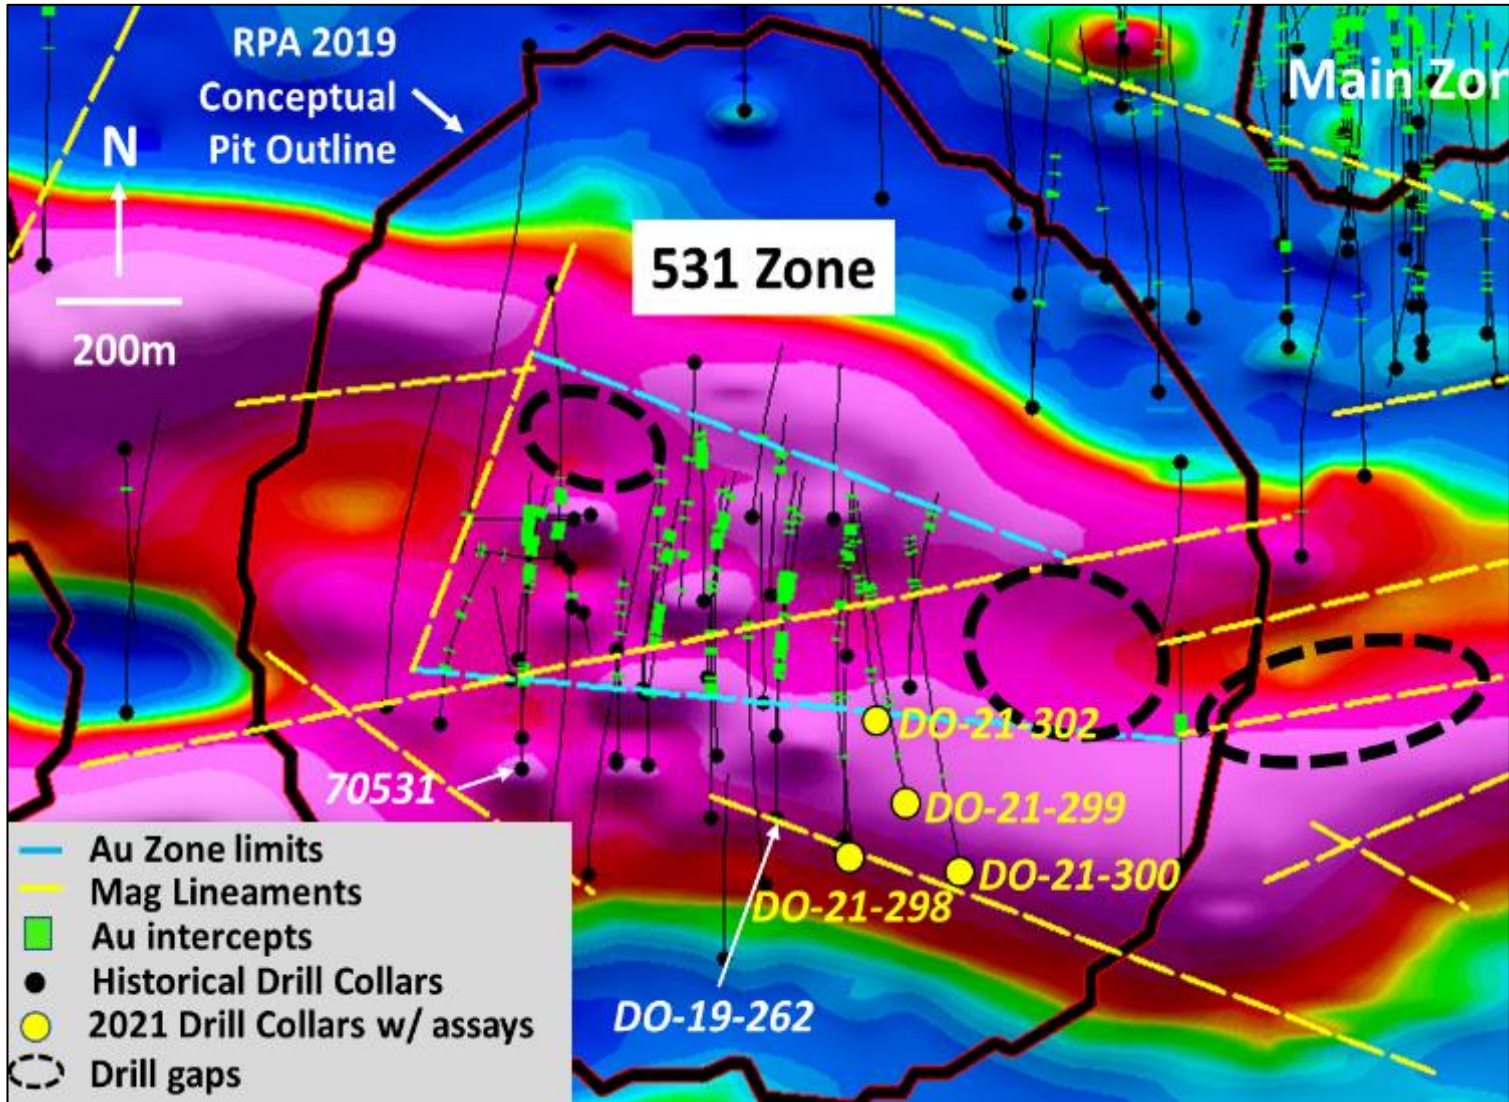 RPA 2019
Conceptual
Pit Outline
Main Zor
N
531 Zone
200m
DO-21-302
70531
DO-21-299
DO-21-300
DO-21-298
DO-19-262
Au Zone limits
Mag Lineaments
Au intercepts
Historical Drill Collars
2021 Drill Collars w/ assays
Drill gaps